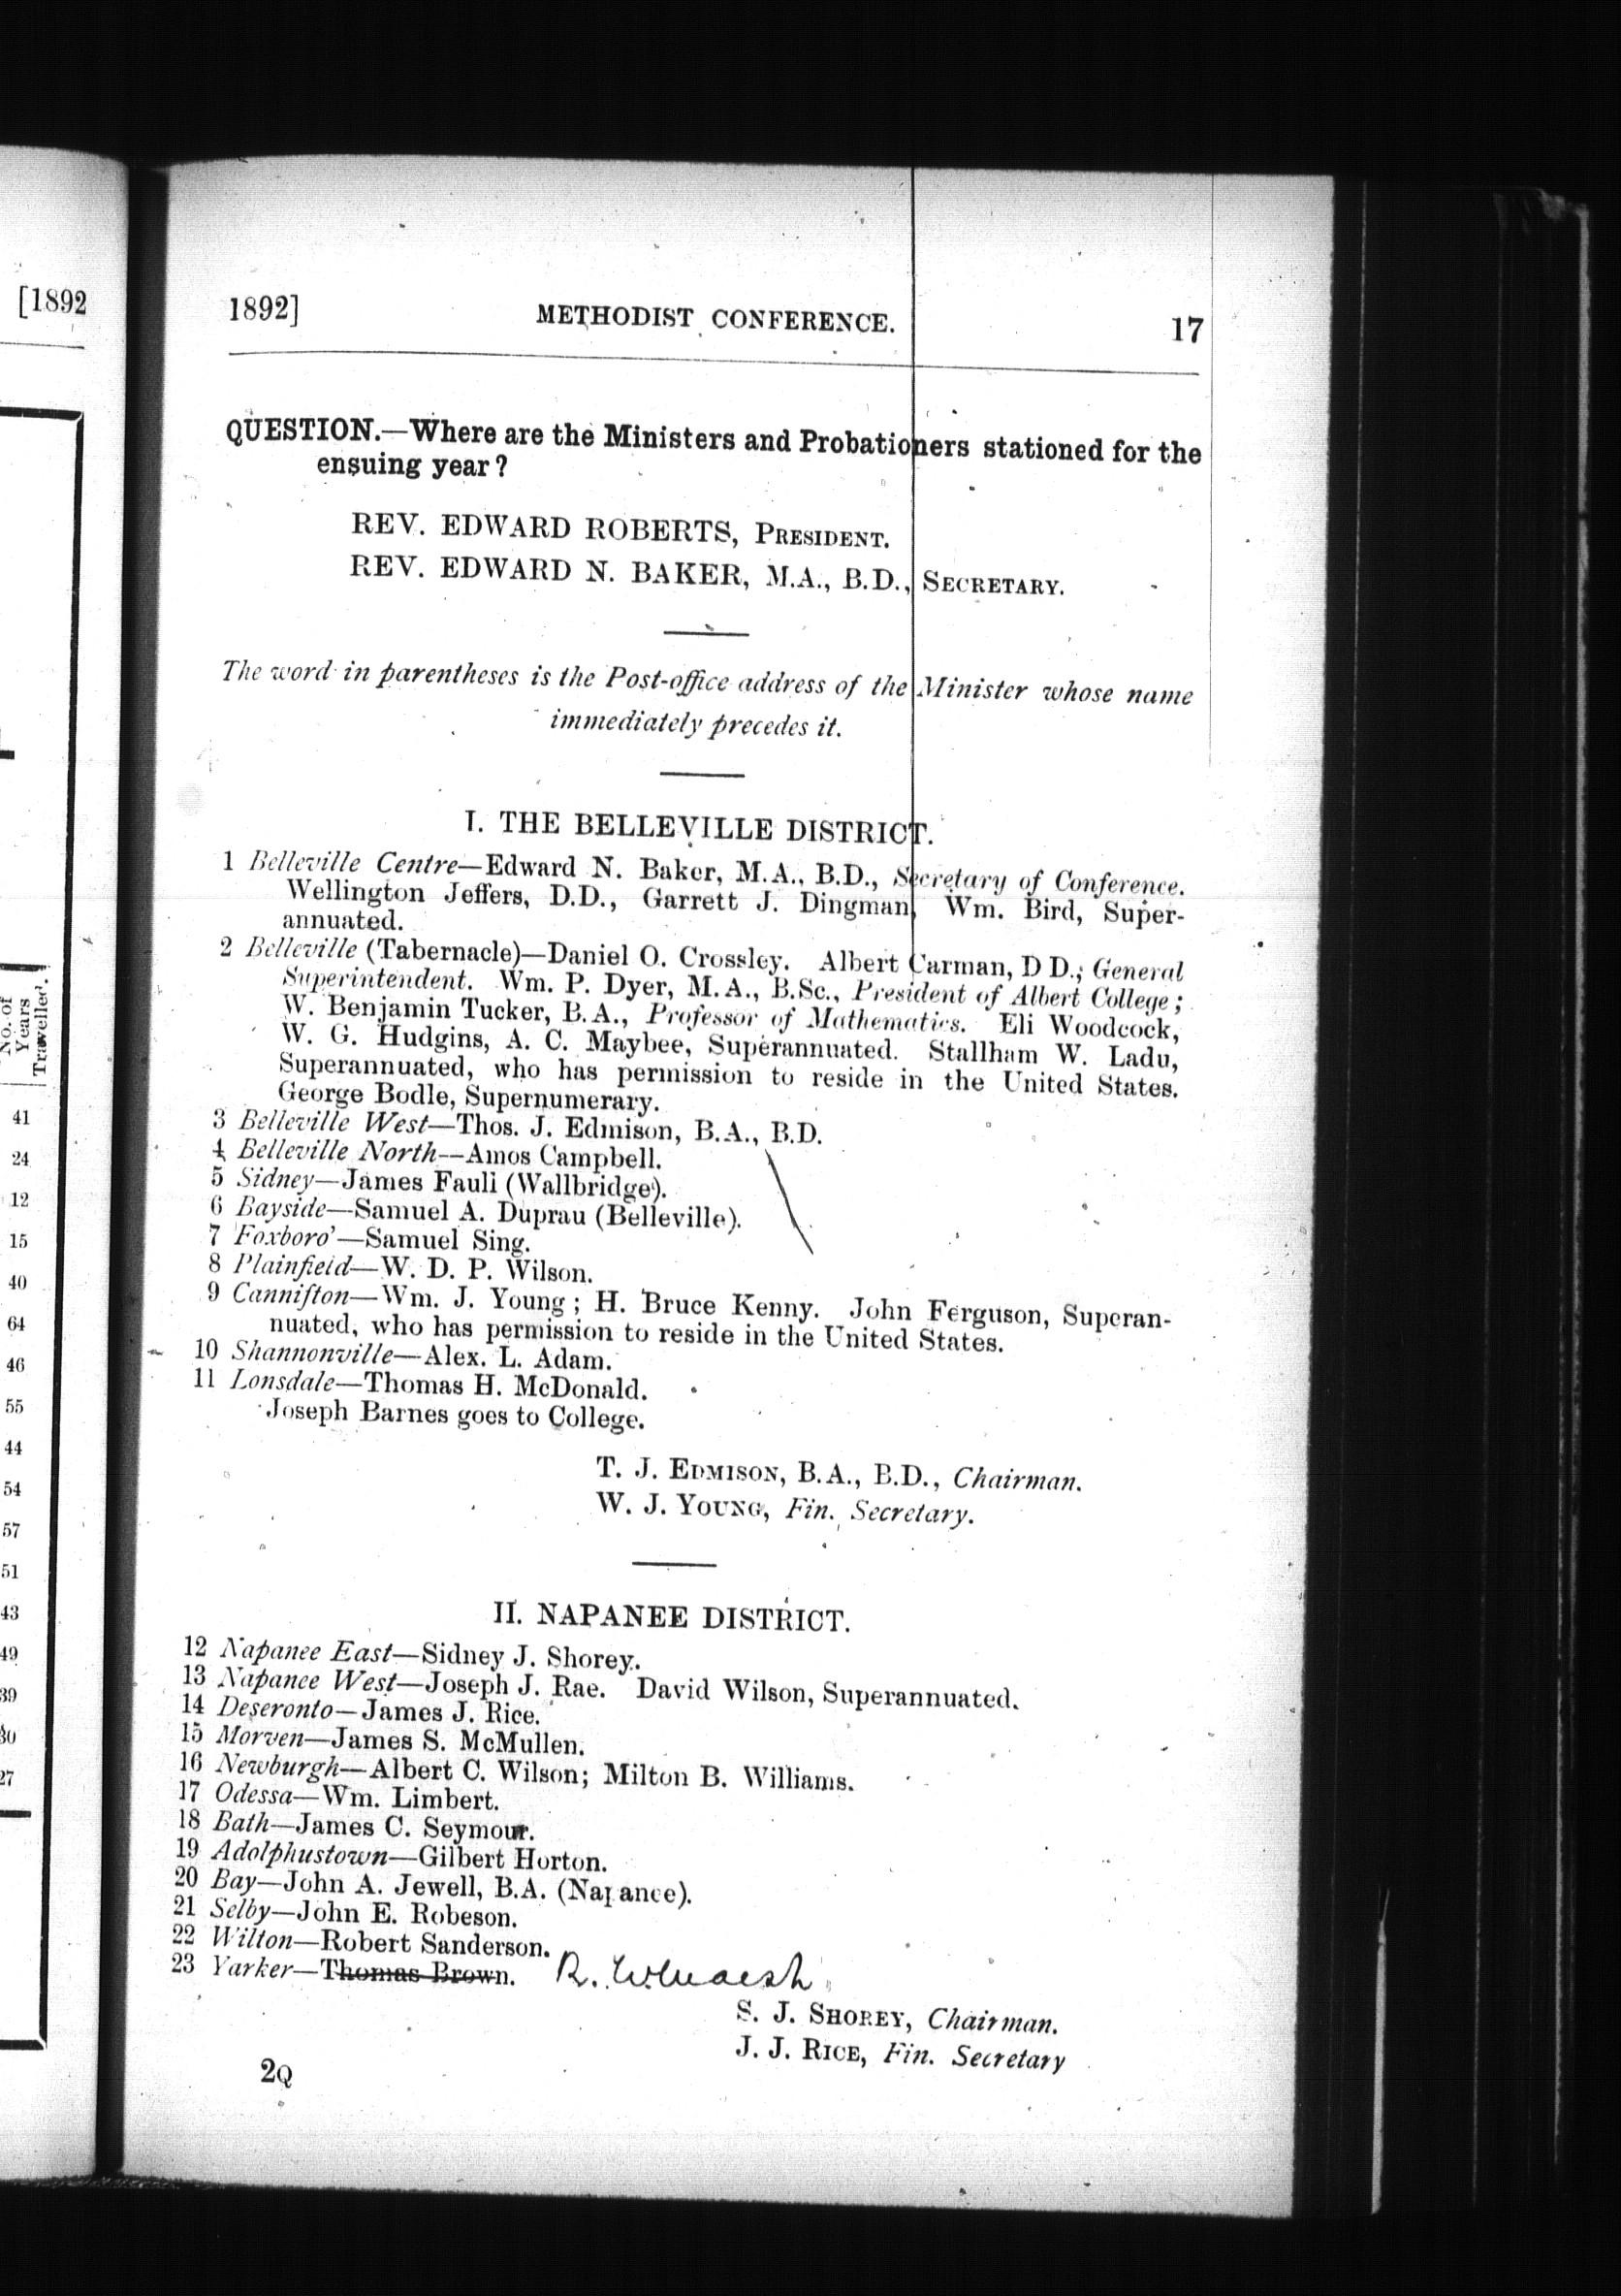 [1892
No. of
Years
Travelled.
41
24
12
15
40
64
46
55
44
54
57
51
43
49
39
30
27
1892] METHODIST CONFERENCE. 17
QUESTION.—Where are the Ministers and Probationers stationed for the
ensuing year?
REV. EDWARD ROBERTS, PRESIDENT.
REV. EDWARD N. BAKER, M.A., B.D., SECRETARY.
The word in parentheses is the Post-office address of the Minister whose name
immediately precedes it.
I. THE BELLEVILLE DISTRICT.
1 Belleville Centre—Edward N. Baker, M.A., B.D., Secretary of Conference.
Wellington Jeffers, D.D., Garrett J. Dingman, Wm. Bird, Super-
annuated.
2 Belleville (Tabernacle)—Daniel O. Crossley. Albert Carman, D D.; General
Superintendent. Wm. P. Dyer, M.A., B.Sc., President of Albert College;
W. Benjamin Tucker, B.A., Professor of Mathematics. Eli Woodcock,
W. G. Hudgins, A. C. Maybee, Superannuated. Stallham W. Ladu,
Superannuated, who has permission to reside in the United States.
George Bodle, Supernumerary.
3 Belleville West—Thos. J. Edmison, B.A., B.D.
4 Belleville North—Amos Campbell.
5 Sidney—James Faull (Wallbridge).
6 Bayside—Samuel A. Duprau (Belleville).
7 Foxboro'—Samuel Sing.
8 Plainfield—W. D. P. Wilson.
9 Cannifton—Wm. J. Young; H. Bruce Kenny. John Ferguson, Superan-
nuated, who has permission to reside in the United States.
10 Shannonville—Alex. L. Adam.
11 Lonsdale—Thomas H. McDonald.
Joseph Barnes goes to College.
T. J. EDMISON, B.A., B.D., Chairman.
W. J. YOUNG, Fin. Secretary.
II. NAPANEE DISTRICT.
12 Napanee East—Sidney J. Shorey.
13 Napanee West—Joseph J. Rae. David Wilson, Superannuated.
14 Deseronto—James J. Rice.
15 Morven—James S. McMullen.
16 Newburgh—Albert C. Wilson; Milton B. Williams.
17 Odessa—Wm. Limbert.
18 Bath—James C. Seymour.
19 Adolphustown—Gilbert Horton.
20 Bay—John A. Jewell, B.A. (Napanee).
21 Selby—John E. Robeson.
22 Wilton—Robert Sanderson.
23 Yarker—Thomas Brown. R.
S. J. SHOREY, Chairman.
J. J. RICE, Fin. Secretary
2Q